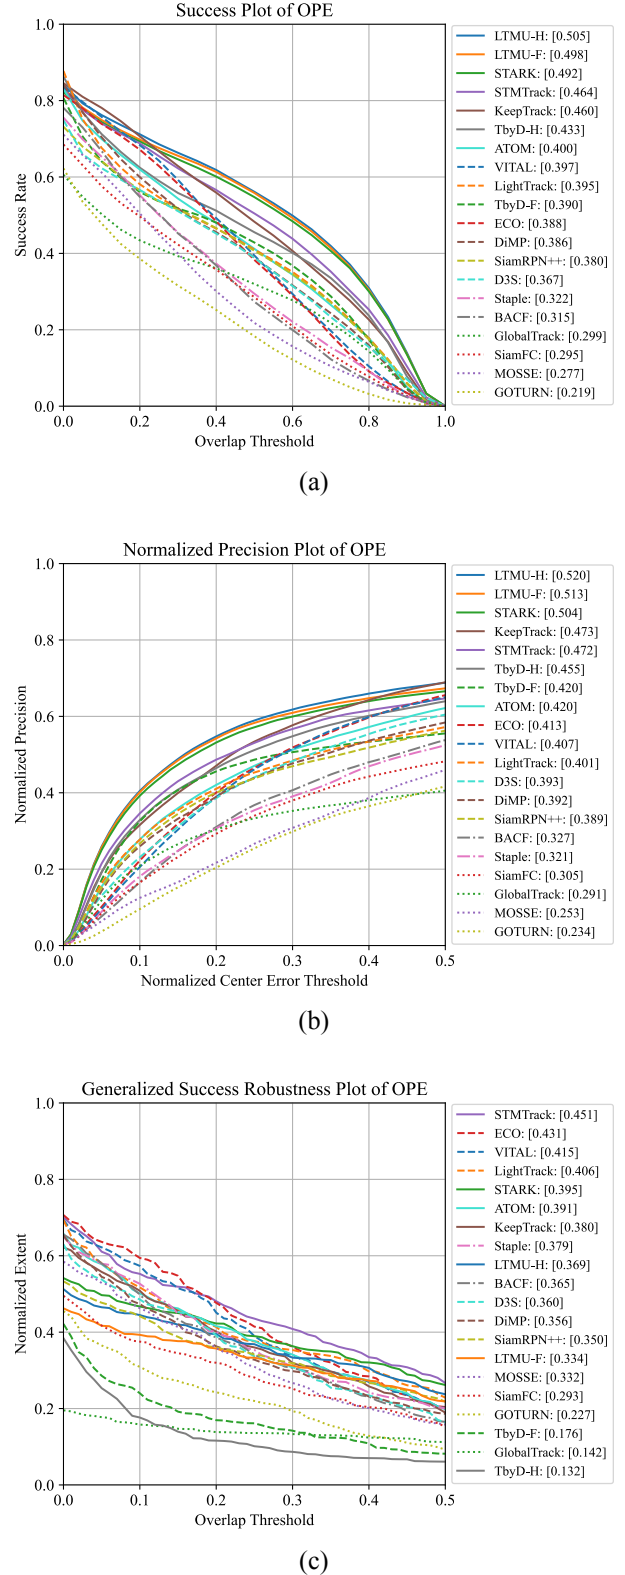 Success Plot of OPE
1.0
0.8
0.6
0.4
0.2
0.0
Success Rate
0.0 0.2 0.4 0.6 0.8 1.0
Overlap Threshold
LTMU-H: [0.505]
LTMU-F: [0.498]
STARK: [0.492]
STMTrack: [0.464]
KeepTrack: [0.460]
TbyD-H: [0.433]
ATOM: [0.400]
VITAL: [0.397]
LightTrack: [0.395]
TbyD-F: [0.390]
ECO: [0.388]
DiMP: [0.386]
SiamRPN++: [0.380]
D3S: [0.367]
Staple: [0.322]
BACF: [0.315]
GlobalTrack: [0.299]
SiamFC: [0.295]
MOSSE: [0.277]
GOTURN: [0.219]
(a)
Normalized Precision Plot of OPE
1.0
0.8
0.6
0.4
0.2
0.0
Normalized Precision
0.0 0.1 0.2 0.3 0.4 0.5
Normalized Center Error Threshold
LTMU-H: [0.520]
LTMU-F: [0.513]
STARK: [0.504]
KeepTrack: [0.473]
STMTrack: [0.472]
TbyD-H: [0.455]
TbyD-F: [0.420]
ATOM: [0.420]
ECO: [0.413]
VITAL: [0.407]
LightTrack: [0.401]
D3S: [0.393]
DiMP: [0.392]
SiamRPN++: [0.389]
BACF: [0.327]
Staple: [0.321]
SiamFC: [0.305]
GlobalTrack: [0.291]
MOSSE: [0.253]
GOTURN: [0.234]
(b)
Generalized Success Robustness Plot of OPE
1.0
0.8
0.6
0.4
0.2
0.0
Normalized Extent
0.0 0.1 0.2 0.3 0.4 0.5
Overlap Threshold
STMTrack: [0.451]
ECO: [0.431]
VITAL: [0.415]
LightTrack: [0.406]
STARK: [0.395]
ATOM: [0.391]
KeepTrack: [0.380]
Staple: [0.379]
LTMU-H: [0.369]
BACF: [0.365]
D3S: [0.360]
DiMP: [0.356]
SiamRPN++: [0.350]
LTMU-F: [0.334]
MOSSE: [0.332]
SiamFC: [0.293]
GOTURN: [0.227]
TbyD-F: [0.176]
GlobalTrack: [0.142]
TbyD-H: [0.132]
(c)